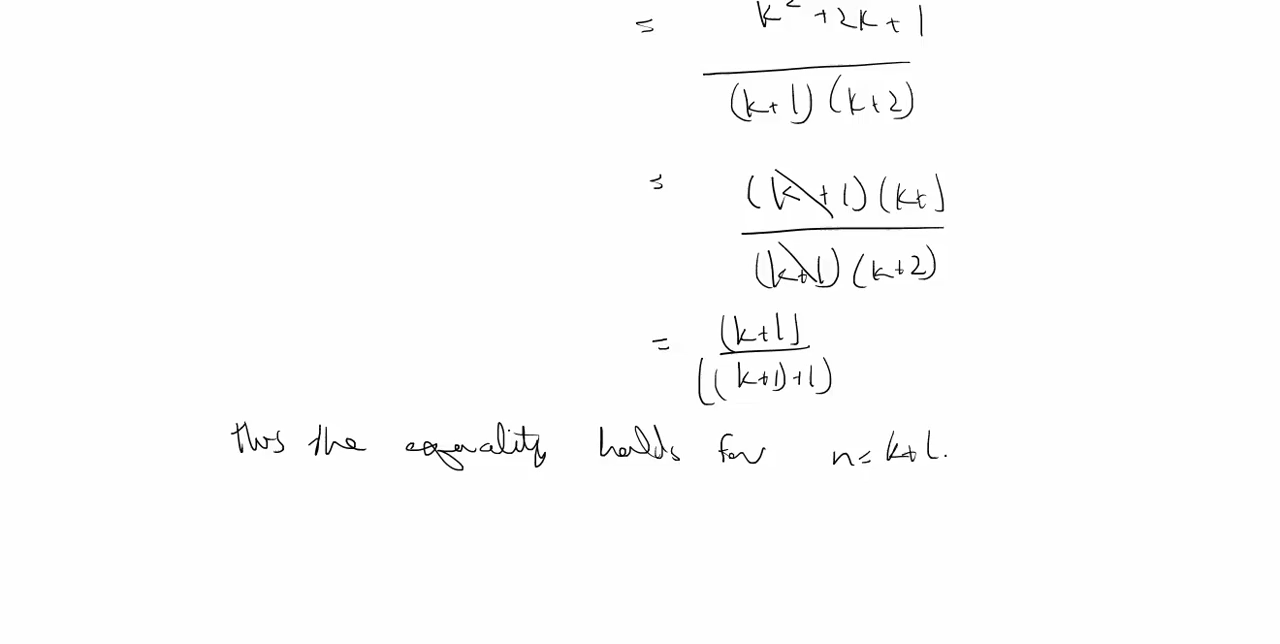 = k² + 2k + 1
(k+1) (k+2)
= (k+1) (k+1
(k+1) (k+2)
= (k+1)
((k+1)+1)
thus the equality holds for n = k+1.